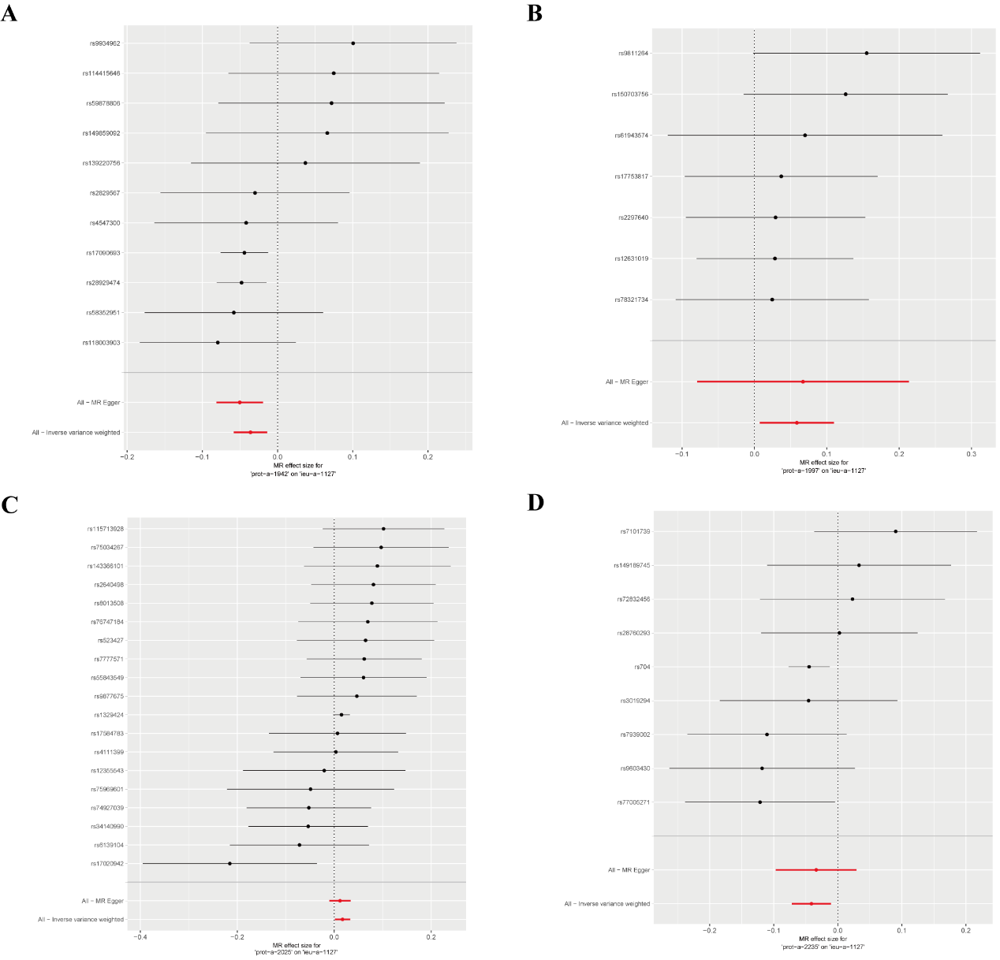 A
rs9934962
rs114415646
rs59878806
rs149859092
rs139220756
rs2829567
rs4547300
rs17090693
rs28929474
rs58352951
rs118003903
All − MR Egger
All − Inverse variance weighted
−0.2 −0.1 0.0 0.1 0.2
MR effect size for
'prot−a−1942' on 'ieu−a−1127'
B
rs9811264
rs150703756
rs61943574
rs17753817
rs2297640
rs12631019
rs78321734
All − MR Egger
All − Inverse variance weighted
−0.1 0.0 0.1 0.2 0.3
MR effect size for
'prot−a−1997' on 'ieu−a−1127'
C
rs115713928
rs75034267
rs143366101
rs2640498
rs8013508
rs76747184
rs523427
rs7777571
rs55843549
rs9877675
rs1329424
rs17584783
rs4111399
rs12355543
rs75969601
rs74927039
rs34140990
rs6139104
rs17020942
All − MR Egger
All − Inverse variance weighted
−0.4 −0.2 0.0 0.2
MR effect size for
'prot−a−2025' on 'ieu−a−1127'
D
rs7101739
rs149189745
rs72832456
rs28760293
rs704
rs3019294
rs7939002
rs9603430
rs77005271
All − MR Egger
All − Inverse variance weighted
−0.2 −0.1 0.0 0.1 0.2
MR effect size for
'prot−a−2235' on 'ieu−a−1127'